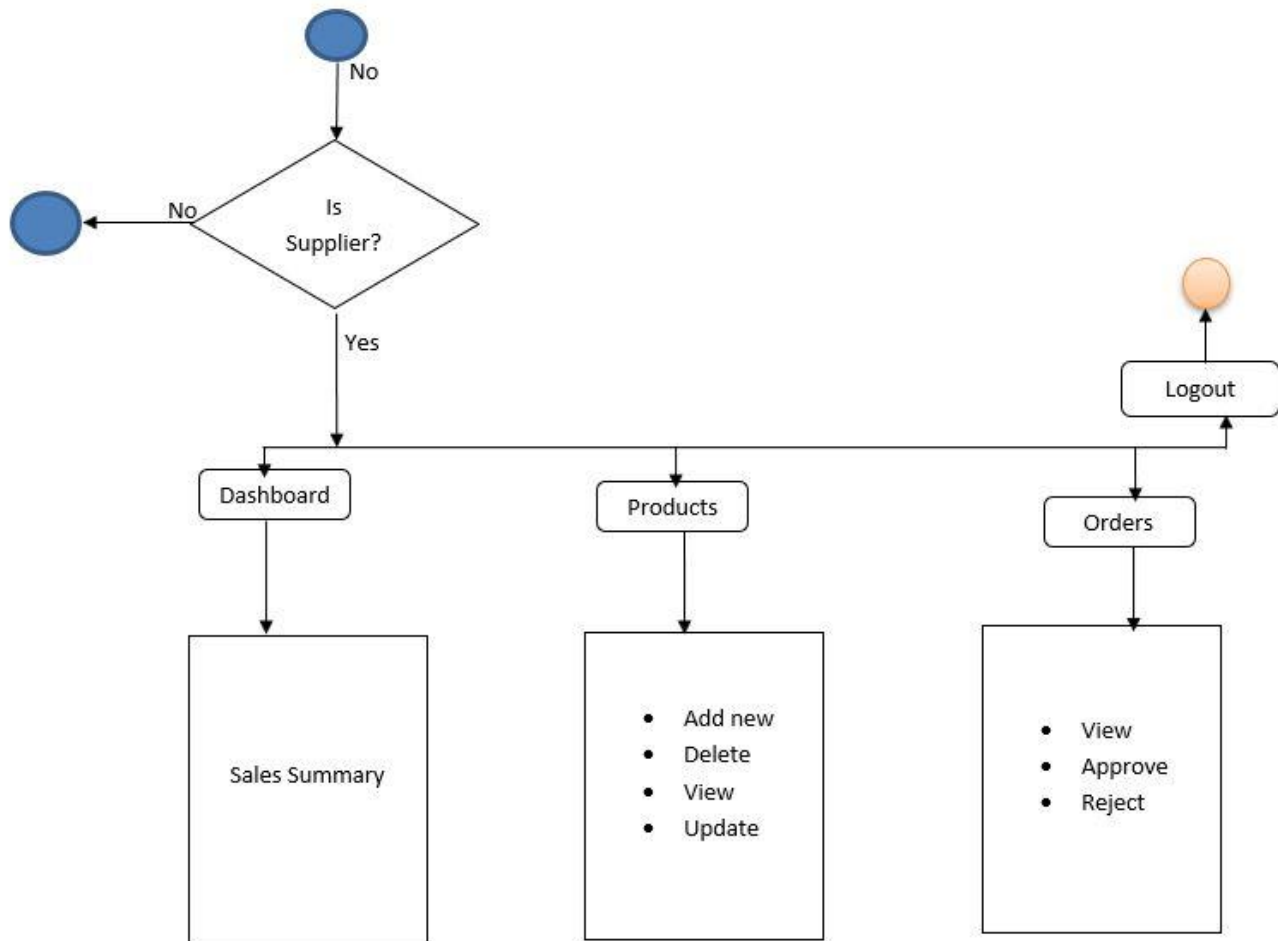 No
No
Is
Supplier?
Yes
Logout
Dashboard
Products
Orders
Sales Summary
• Add new
• Delete
• View
• Update
• View
• Approve
• Reject